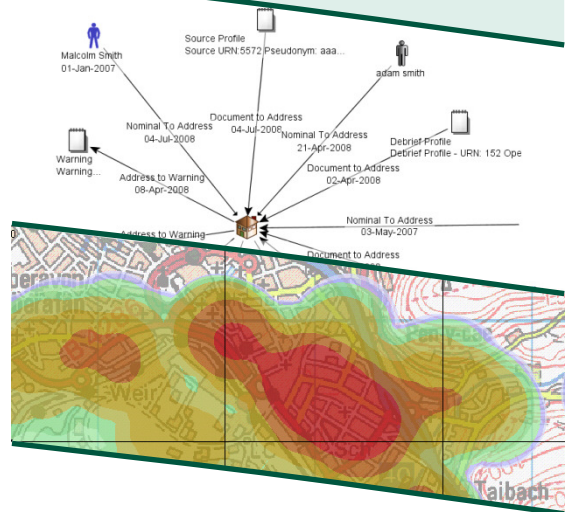 Source Profile
Source URN:5572 Pseudonym: aaa...
Malcolm Smith
01-Jan-2007
adam smith
Document to Address
04-Jul-2008
Nominal To Address
04-Jul-2008
Nominal To Address
21-Apr-2008
Debrief Profile
Debrief Profile - URN: 152 Ope
Warning
Warning...
Document to Address
02-Apr-2008
Address to Warning
08-Apr-2008
Nominal To Address
03-May-2007
Address to Warning
Document to Address
Weir
Taibach